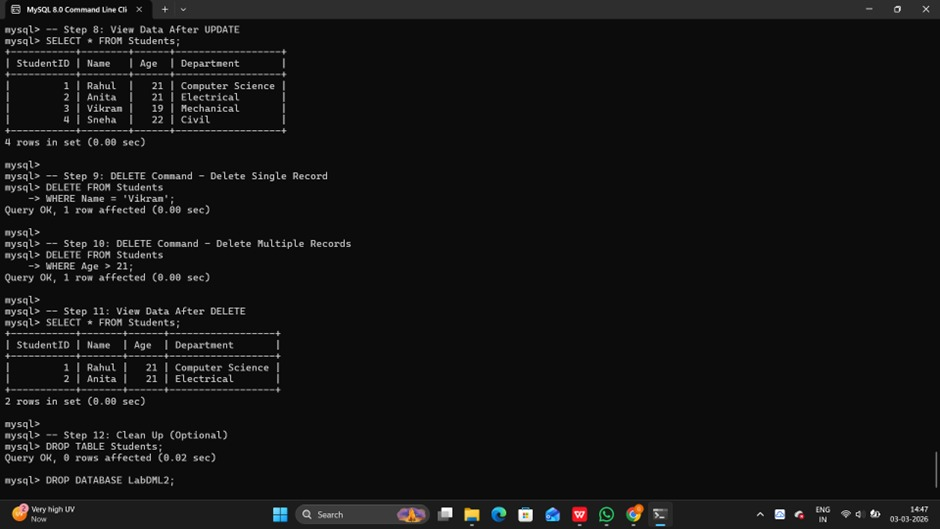 MySQL 8.0 Command Line Cli
mysql> -- Step 8: View Data After UPDATE
mysql> SELECT * FROM Students;
+-----------+--------+------+------------------+
| StudentID | Name   | Age  | Department       |
+-----------+--------+------+------------------+
|         1 | Rahul  |   21 | Computer Science |
|         2 | Anita  |   21 | Electrical       |
|         3 | Vikram |   19 | Mechanical       |
|         4 | Sneha  |   22 | Civil            |
+-----------+--------+------+------------------+
4 rows in set (0.00 sec)
mysql>
mysql> -- Step 9: DELETE Command - Delete Single Record
mysql> DELETE FROM Students
    -> WHERE Name = 'Vikram';
Query OK, 1 row affected (0.00 sec)
mysql>
mysql> -- Step 10: DELETE Command - Delete Multiple Records
mysql> DELETE FROM Students
    -> WHERE Age > 21;
Query OK, 1 row affected (0.00 sec)
mysql>
mysql> -- Step 11: View Data After DELETE
mysql> SELECT * FROM Students;
+-----------+-------+------+------------------+
| StudentID | Name  | Age  | Department       |
+-----------+-------+------+------------------+
|         1 | Rahul |   21 | Computer Science |
|         2 | Anita |   21 | Electrical       |
+-----------+-------+------+------------------+
2 rows in set (0.00 sec)
mysql>
mysql> -- Step 12: Clean Up (Optional)
mysql> DROP TABLE Students;
Query OK, 0 rows affected (0.02 sec)
mysql> DROP DATABASE LabDML2;
2
Very high UV
Now
Search
ENG
IN
14:47
03-03-2026